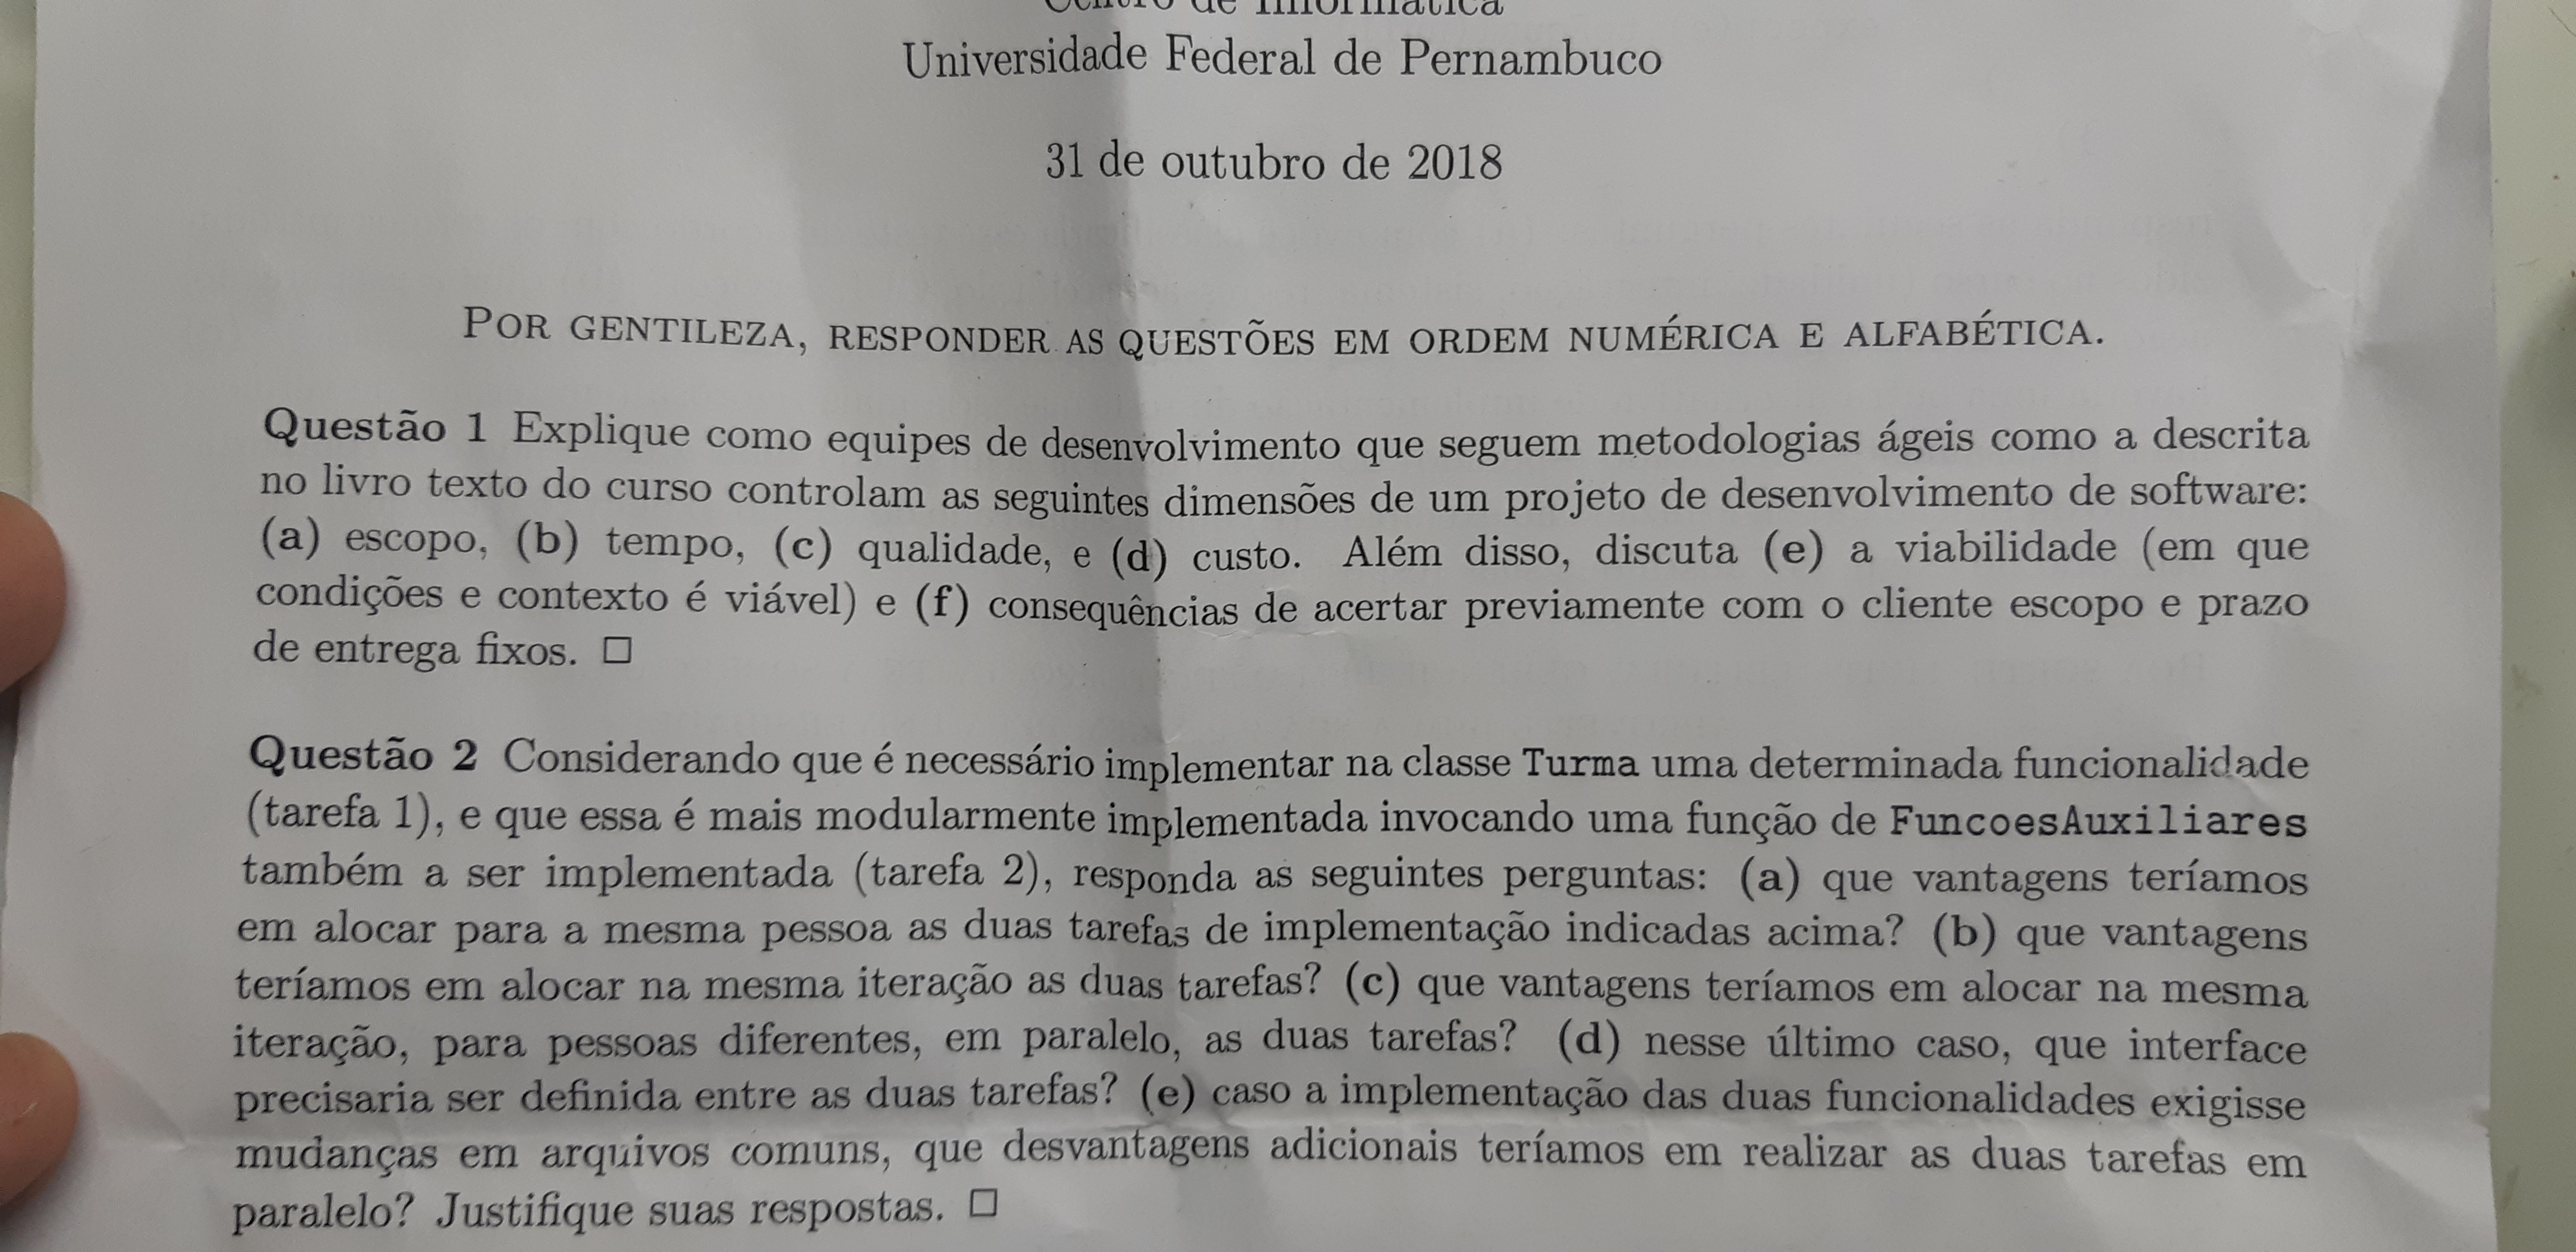 Centro de Informática
Universidade Federal de Pernambuco
31 de outubro de 2018
Por gentileza, responder as questões em ordem numérica e alfabética.
Questão 1 Explique como equipes de desenvolvimento que seguem metodologias ágeis como a descrita
no livro texto do curso controlam as seguintes dimensões de um projeto de desenvolvimento de software:
(a) escopo, (b) tempo, (c) qualidade, e (d) custo. Além disso, discuta (e) a viabilidade (em que
condições e contexto é viável) e (f) consequências de acertar previamente com o cliente escopo e prazo
de entrega fixos. □
Questão 2 Considerando que é necessário implementar na classe Turma uma determinada funcionalidade
(tarefa 1), e que essa é mais modularmente implementada invocando uma função de FuncoesAuxiliares
também a ser implementada (tarefa 2), responda as seguintes perguntas: (a) que vantagens teríamos
em alocar para a mesma pessoa as duas tarefas de implementação indicadas acima? (b) que vantagens
teríamos em alocar na mesma iteração as duas tarefas? (c) que vantagens teríamos em alocar na mesma
iteração, para pessoas diferentes, em paralelo, as duas tarefas? (d) nesse último caso, que interface
precisaria ser definida entre as duas tarefas? (e) caso a implementação das duas funcionalidades exigisse
mudanças em arquivos comuns, que desvantagens adicionais teríamos em realizar as duas tarefas em
paralelo? Justifique suas respostas. □